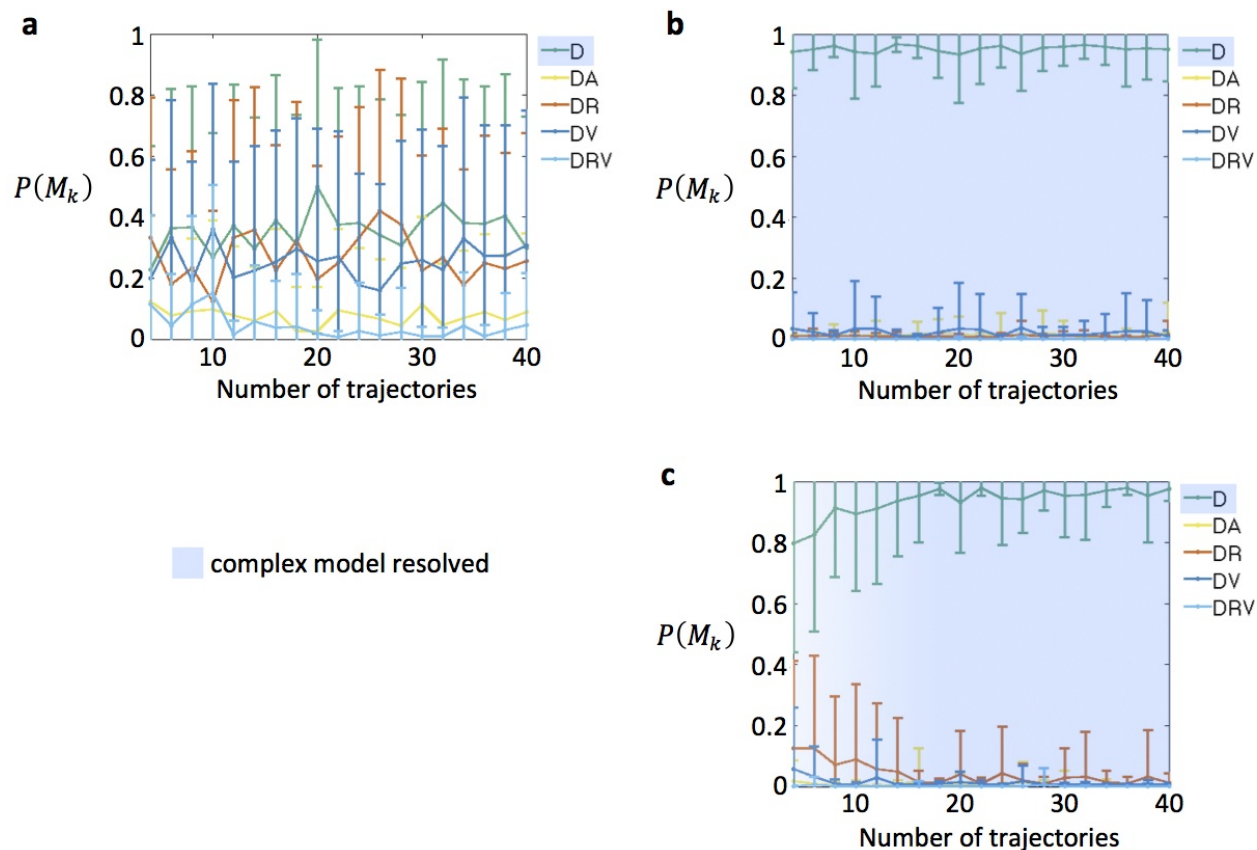 a
1
0.8
0.6
P(M_k)
0.4
0.2
0
10
20
30
40
Number of trajectories
D
DA
DR
DV
DRV
b
1
0.8
0.6
P(M_k)
0.4
0.2
0
10
20
30
40
Number of trajectories
D
DA
DR
DV
DRV
complex model resolved
c
1
0.8
0.6
P(M_k)
0.4
0.2
0
10
20
30
40
Number of trajectories
D
DA
DR
DV
DRV